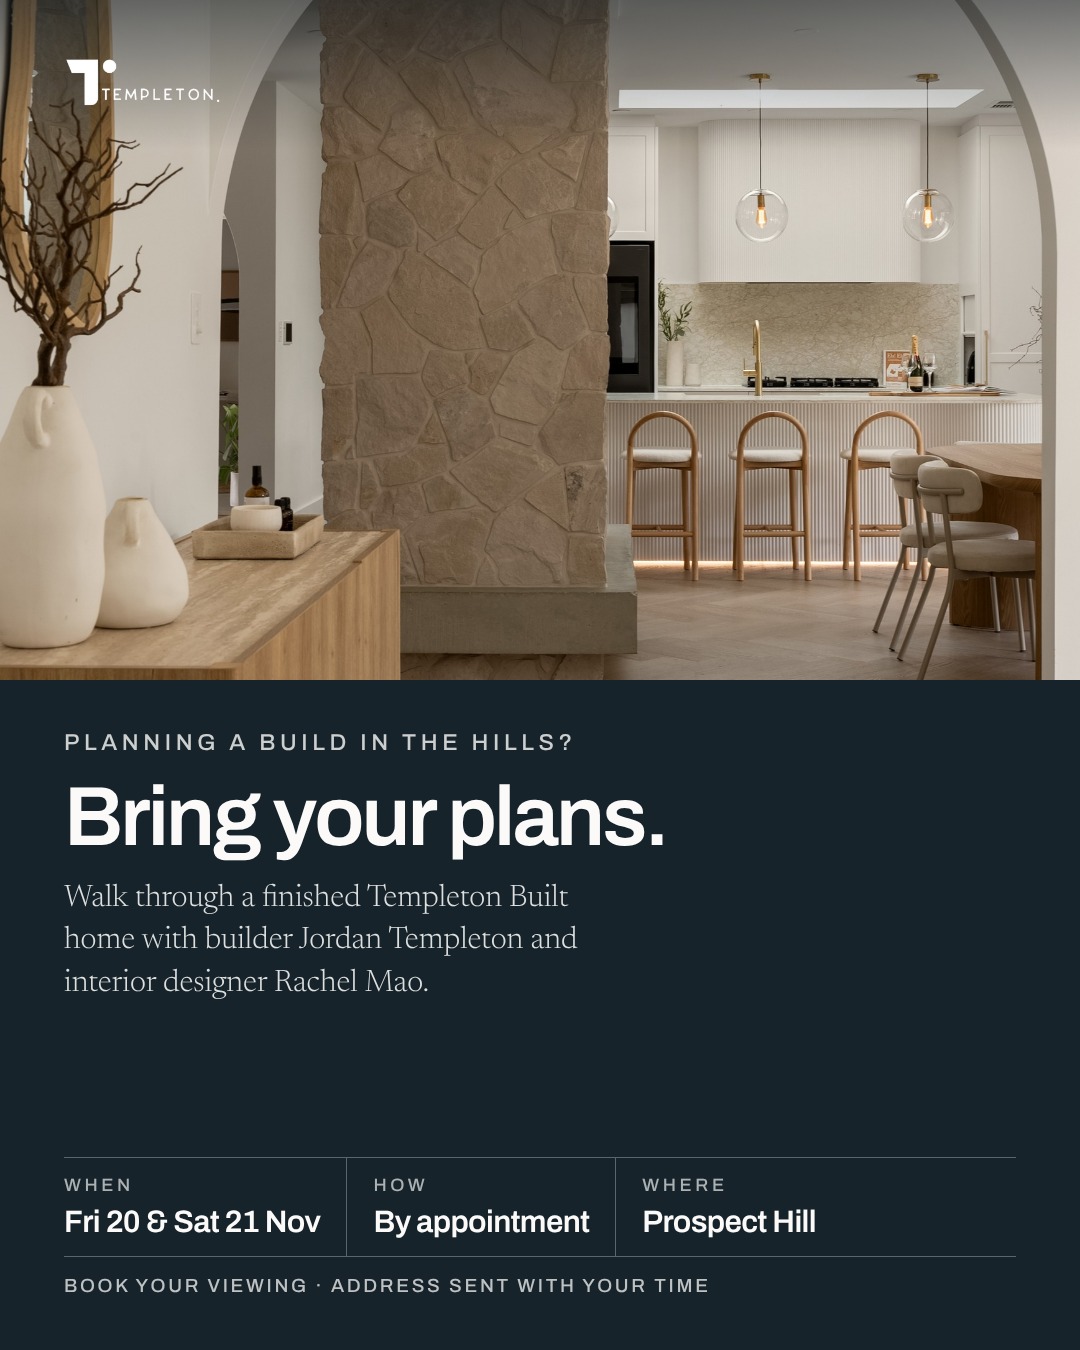 TEMPLETON.
PLANNING A BUILD IN THE HILLS?
Bring your plans.
Walk through a finished Templeton Built
home with builder Jordan Templeton and
interior designer Rachel Mao.
WHEN
Fri 20 & Sat 21 Nov
HOW
By appointment
WHERE
Prospect Hill
BOOK YOUR VIEWING · ADDRESS SENT WITH YOUR TIME